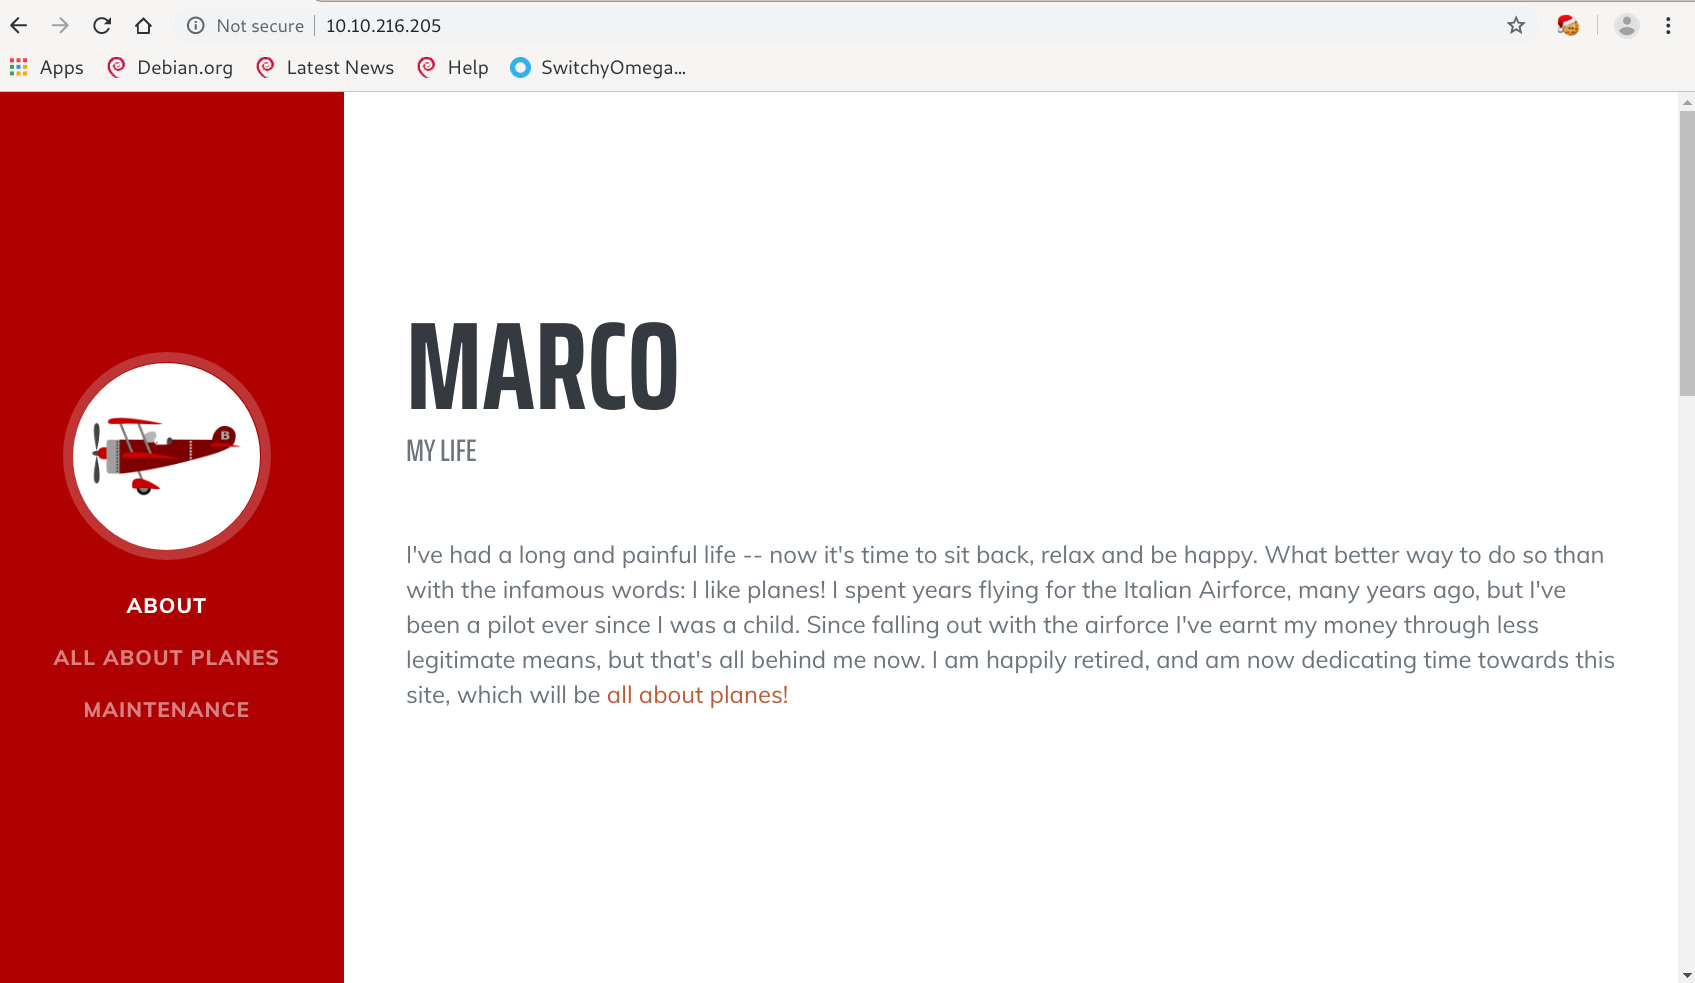 Not secure
10.10.216.205
Apps
Debian.org
Latest News
Help
SwitchyOmega...
B
ABOUT
ALL ABOUT PLANES
MAINTENANCE
MARCO
MY LIFE
I've had a long and painful life -- now it's time to sit back, relax and be happy. What better way to do so than
with the infamous words: I like planes! I spent years flying for the Italian Airforce, many years ago, but I've
been a pilot ever since I was a child. Since falling out with the airforce I've earnt my money through less
legitimate means, but that's all behind me now. I am happily retired, and am now dedicating time towards this
site, which will be all about planes!